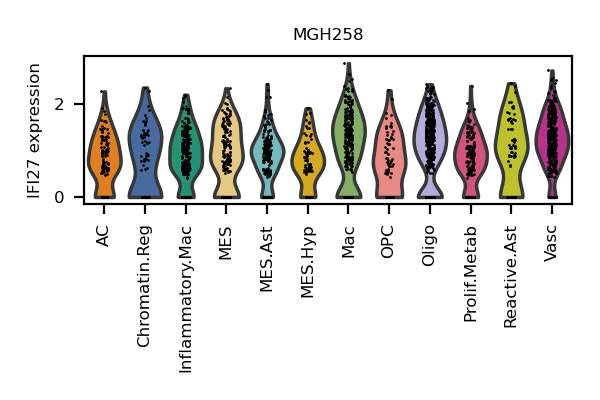 MGH258
IFI27 expression
2
0
AC
Chromatin.Reg
Inflammatory.Mac
MES
MES.Ast
MES.Hyp
Mac
OPC
Oligo
Prolif.Metab
Reactive.Ast
Vasc